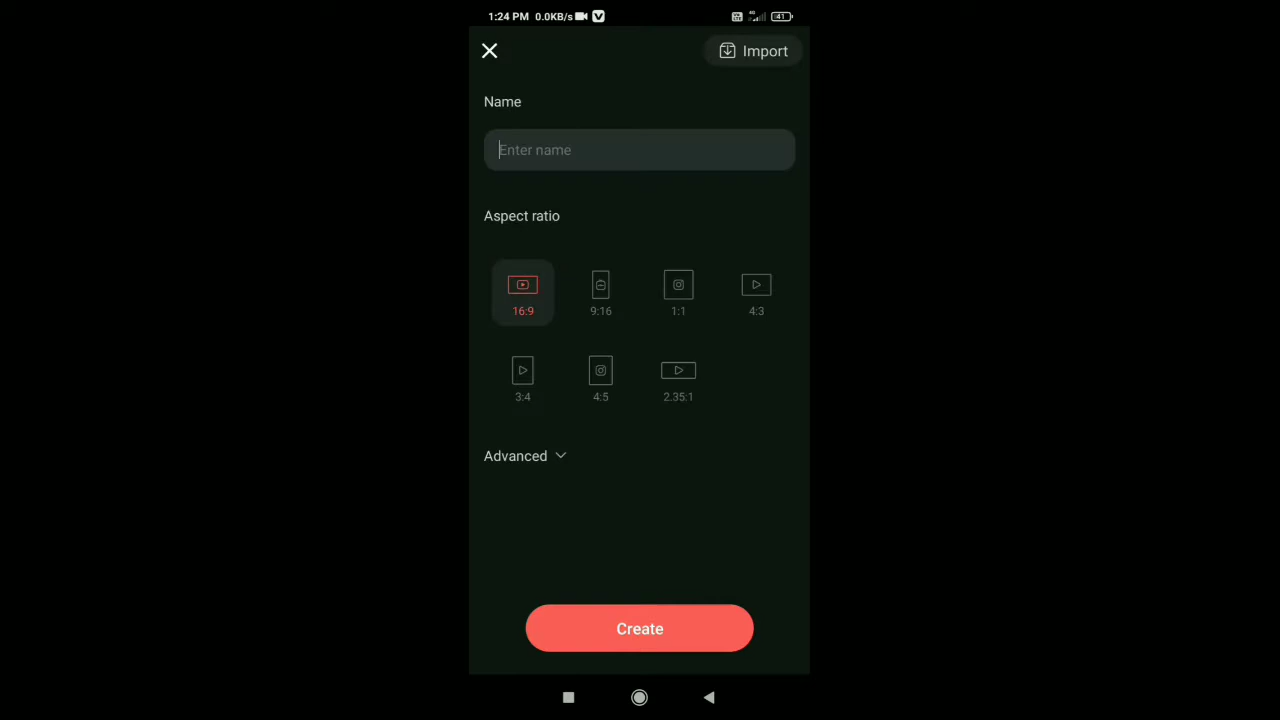 1:24 PM 0.0KB/s
41
Import
Name
Enter name
Aspect ratio
16:9 9:16 1:1 4:3
3:4 4:5 2.35:1
Advanced
Create